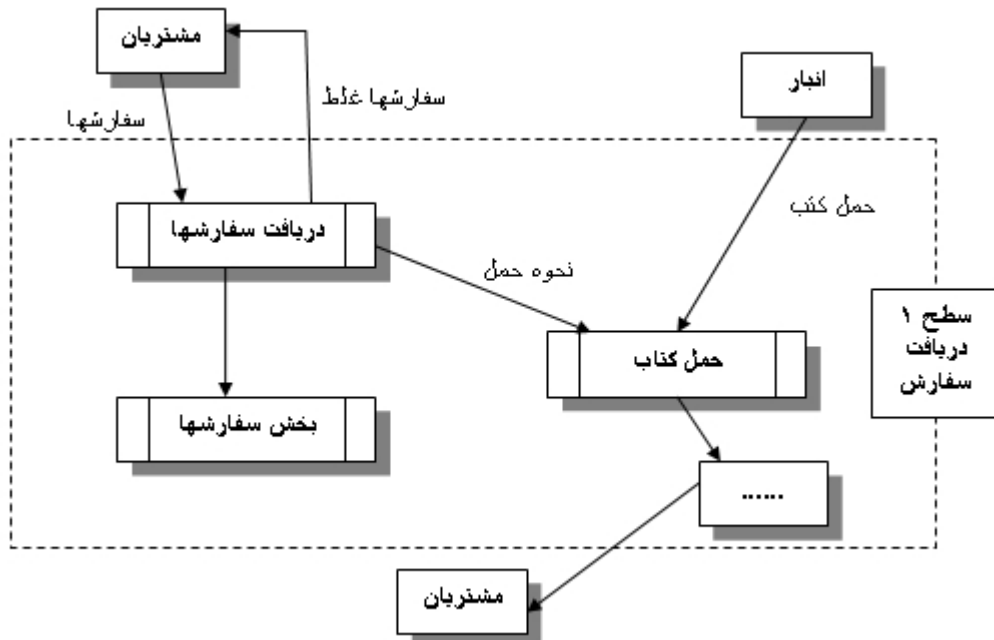 مشتریان
سفارشها غلط
انبار
سفارشها
حمل کتب
دریافت سفارشها
نحوه حمل
سطح ۱
دریافت
سفارش
حمل کتاب
بخش سفارشها
......
مشتریان